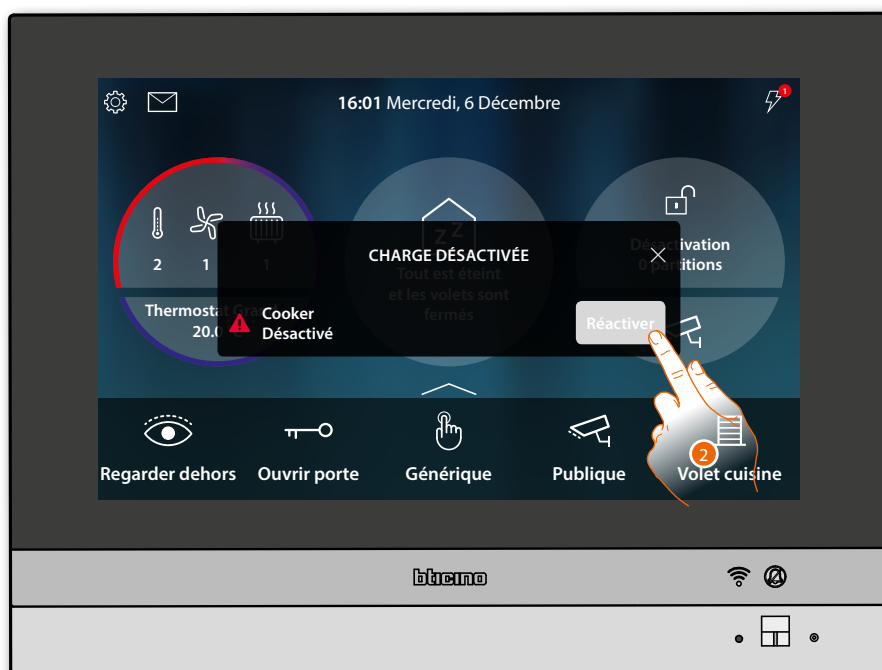 16:01 Mercredi, 6 Décembre
1
2
1
1
Z Z
Tout est éteint
et les volets sont
fermés
Désactivation
0 partitions
CHARGE DÉSACTIVÉE
Cooker
Désactivé
Réactiver
Thermostat
20.0
2
Regarder dehors
Ouvrir porte
Générique
Publique
Volet cuisine
bticino